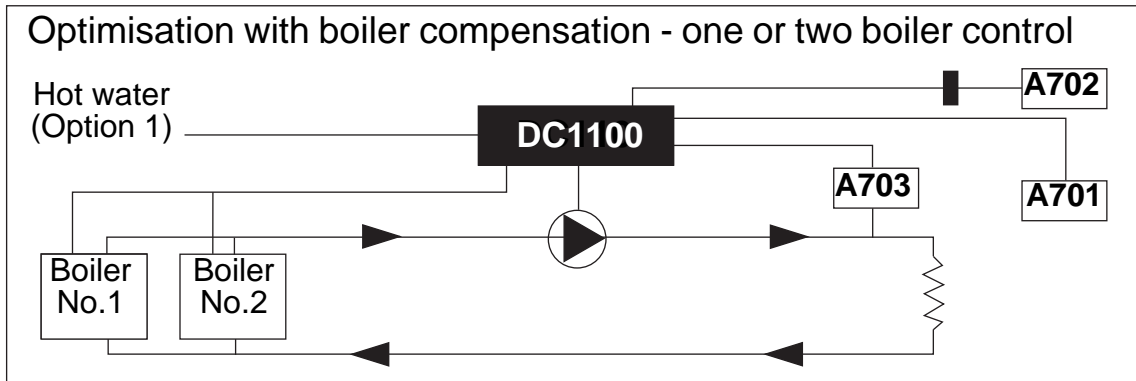 Optimisation with boiler compensation - one or two boiler control
Hot water
(Option 1)
DC1100
A702
A703
A701
Boiler
No.1
Boiler
No.2